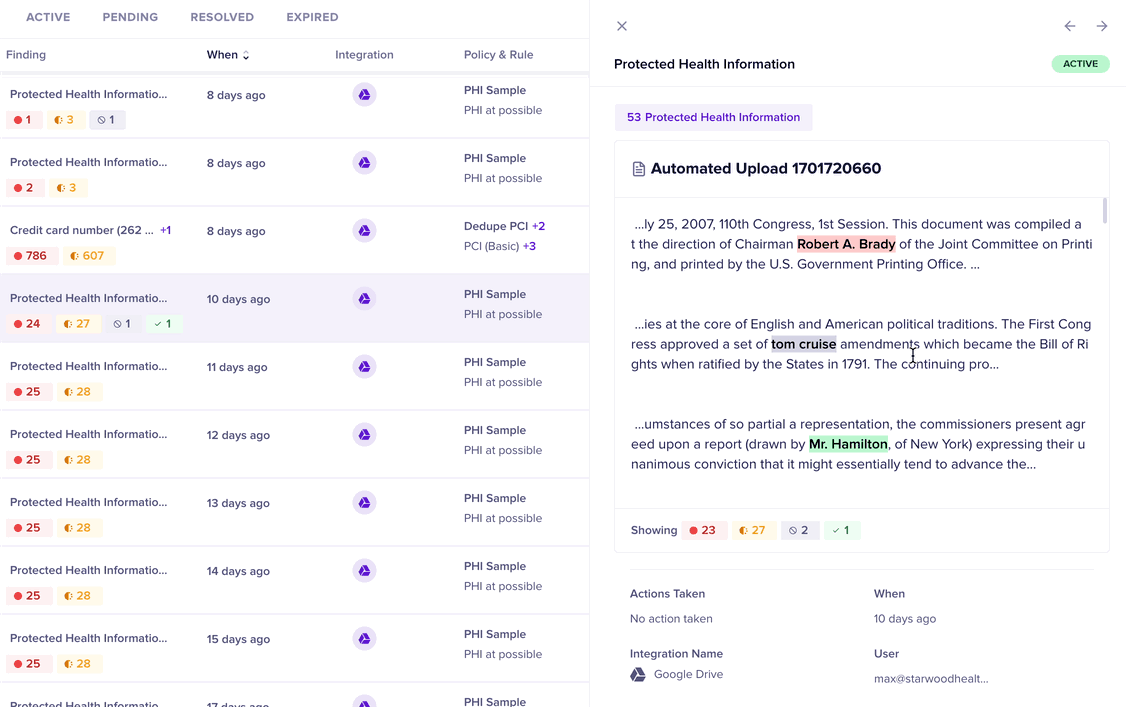 ACTIVE PENDING RESOLVED EXPIRED
Finding When Integration Policy & Rule
Protected Health Informatio... 8 days ago PHI Sample
PHI at possible
1 3 1
Protected Health Informatio... 8 days ago PHI Sample
PHI at possible
2 3
Credit card number (262 ... +1 8 days ago Dedupe PCI +2
PCI (Basic) +3
786 607
Protected Health Informatio... 10 days ago PHI Sample
PHI at possible
24 27 1 1
Protected Health Informatio... 11 days ago PHI Sample
PHI at possible
25 28
Protected Health Informatio... 12 days ago PHI Sample
PHI at possible
25 28
Protected Health Informatio... 13 days ago PHI Sample
PHI at possible
25 28
Protected Health Informatio... 14 days ago PHI Sample
PHI at possible
25 28
Protected Health Informatio... 15 days ago PHI Sample
PHI at possible
25 28
Protected Health Informatio... 17 days ago PHI Sample
Protected Health Information ACTIVE
53 Protected Health Information
Automated Upload 1701720660
...ly 25, 2007, 110th Congress, 1st Session. This document was compiled a
t the direction of Chairman Robert A. Brady of the Joint Committee on Printi
ng, and printed by the U.S. Government Printing Office. ...
...ies at the core of English and American political traditions. The First Cong
ress approved a set of tom cruise amendments which became the Bill of Ri
ghts when ratified by the States in 1791. The continuing pro...
...umstances of so partial a representation, the commissioners present agr
eed upon a report (drawn by Mr. Hamilton, of New York) expressing their u
nanimous conviction that it might essentially tend to advance the...
Showing 23 27 2 1
Actions Taken When
No action taken 10 days ago
Integration Name User
Google Drive max@starwoodhealt...